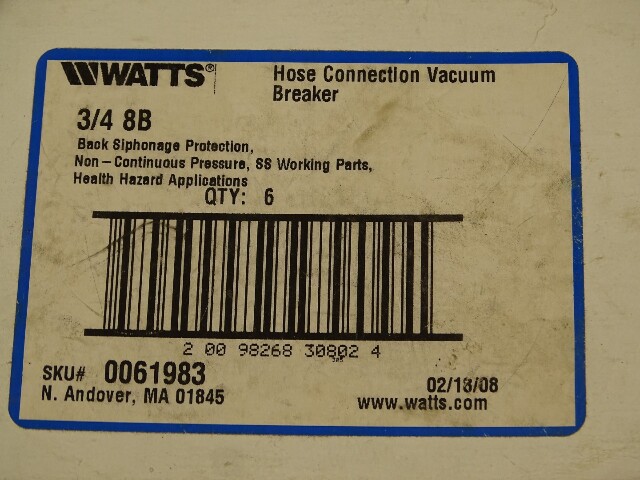 WATTS®
Hose Connection Vacuum
Breaker
3/4 8B
Back Siphonage Protection,
Non-Continuous Pressure, SS Working Parts,
Health Hazard Applications
QTY: 6
2 00 98268 30802 4
SKU# 0061983
N. Andover, MA 01845
02/18/08
www.watts.com